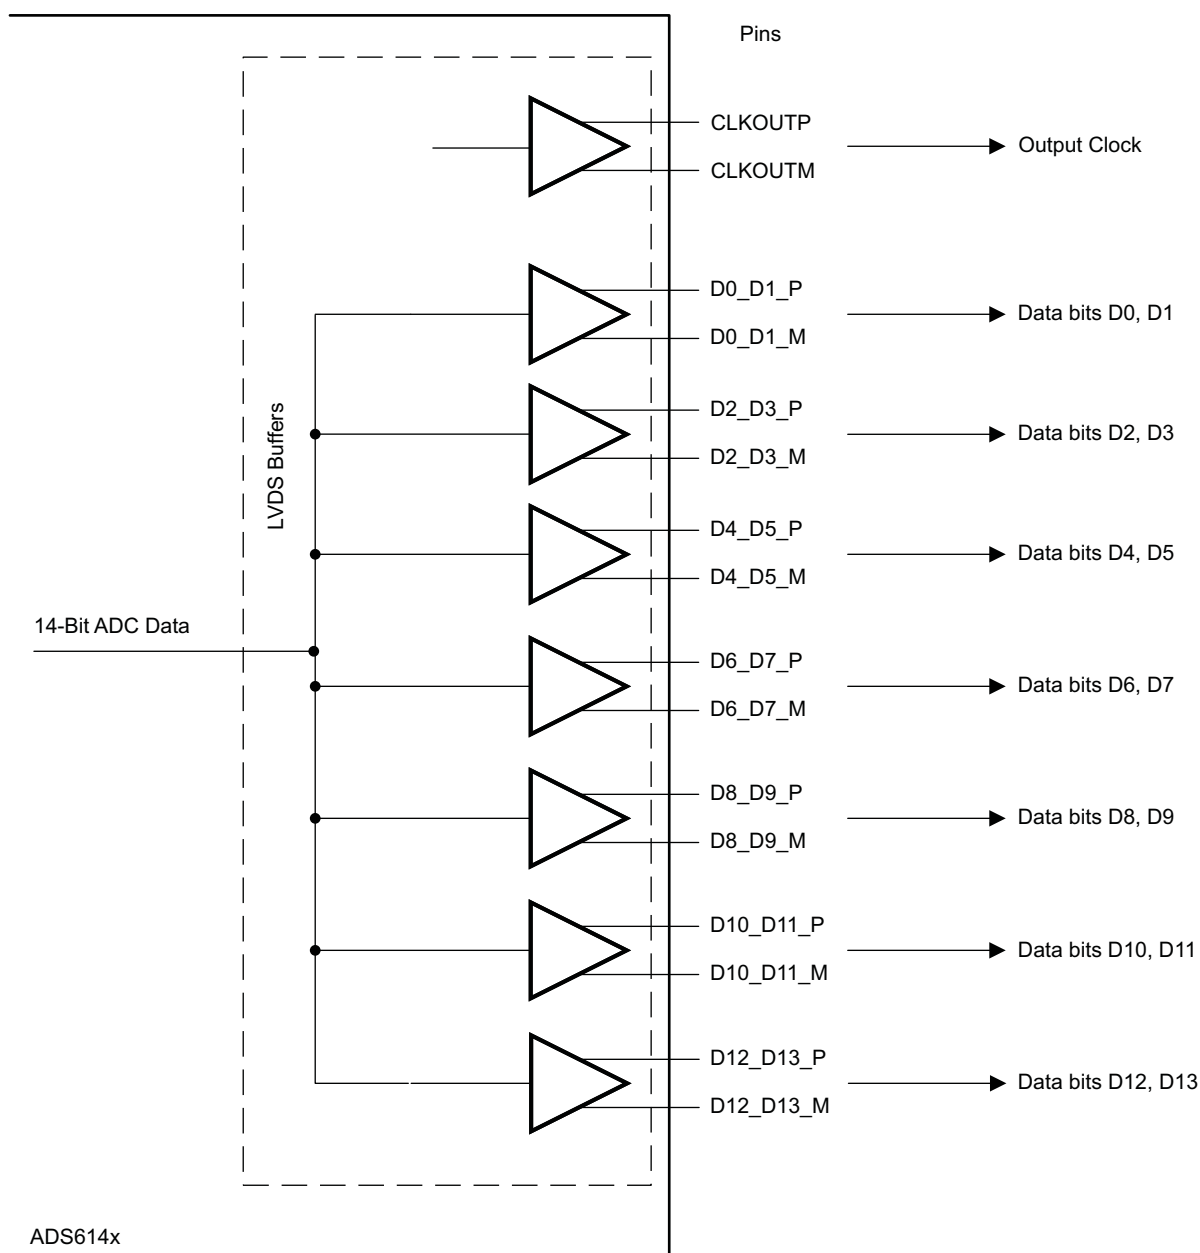 Pins
CLKOUTP
CLKOUTM
Output Clock
D0_D1_P
D0_D1_M
Data bits D0, D1
D2_D3_P
D2_D3_M
Data bits D2, D3
LVDS Buffers
D4_D5_P
D4_D5_M
Data bits D4, D5
14-Bit ADC Data
D6_D7_P
D6_D7_M
Data bits D6, D7
D8_D9_P
D8_D9_M
Data bits D8, D9
D10_D11_P
D10_D11_M
Data bits D10, D11
D12_D13_P
D12_D13_M
Data bits D12, D13
ADS614x